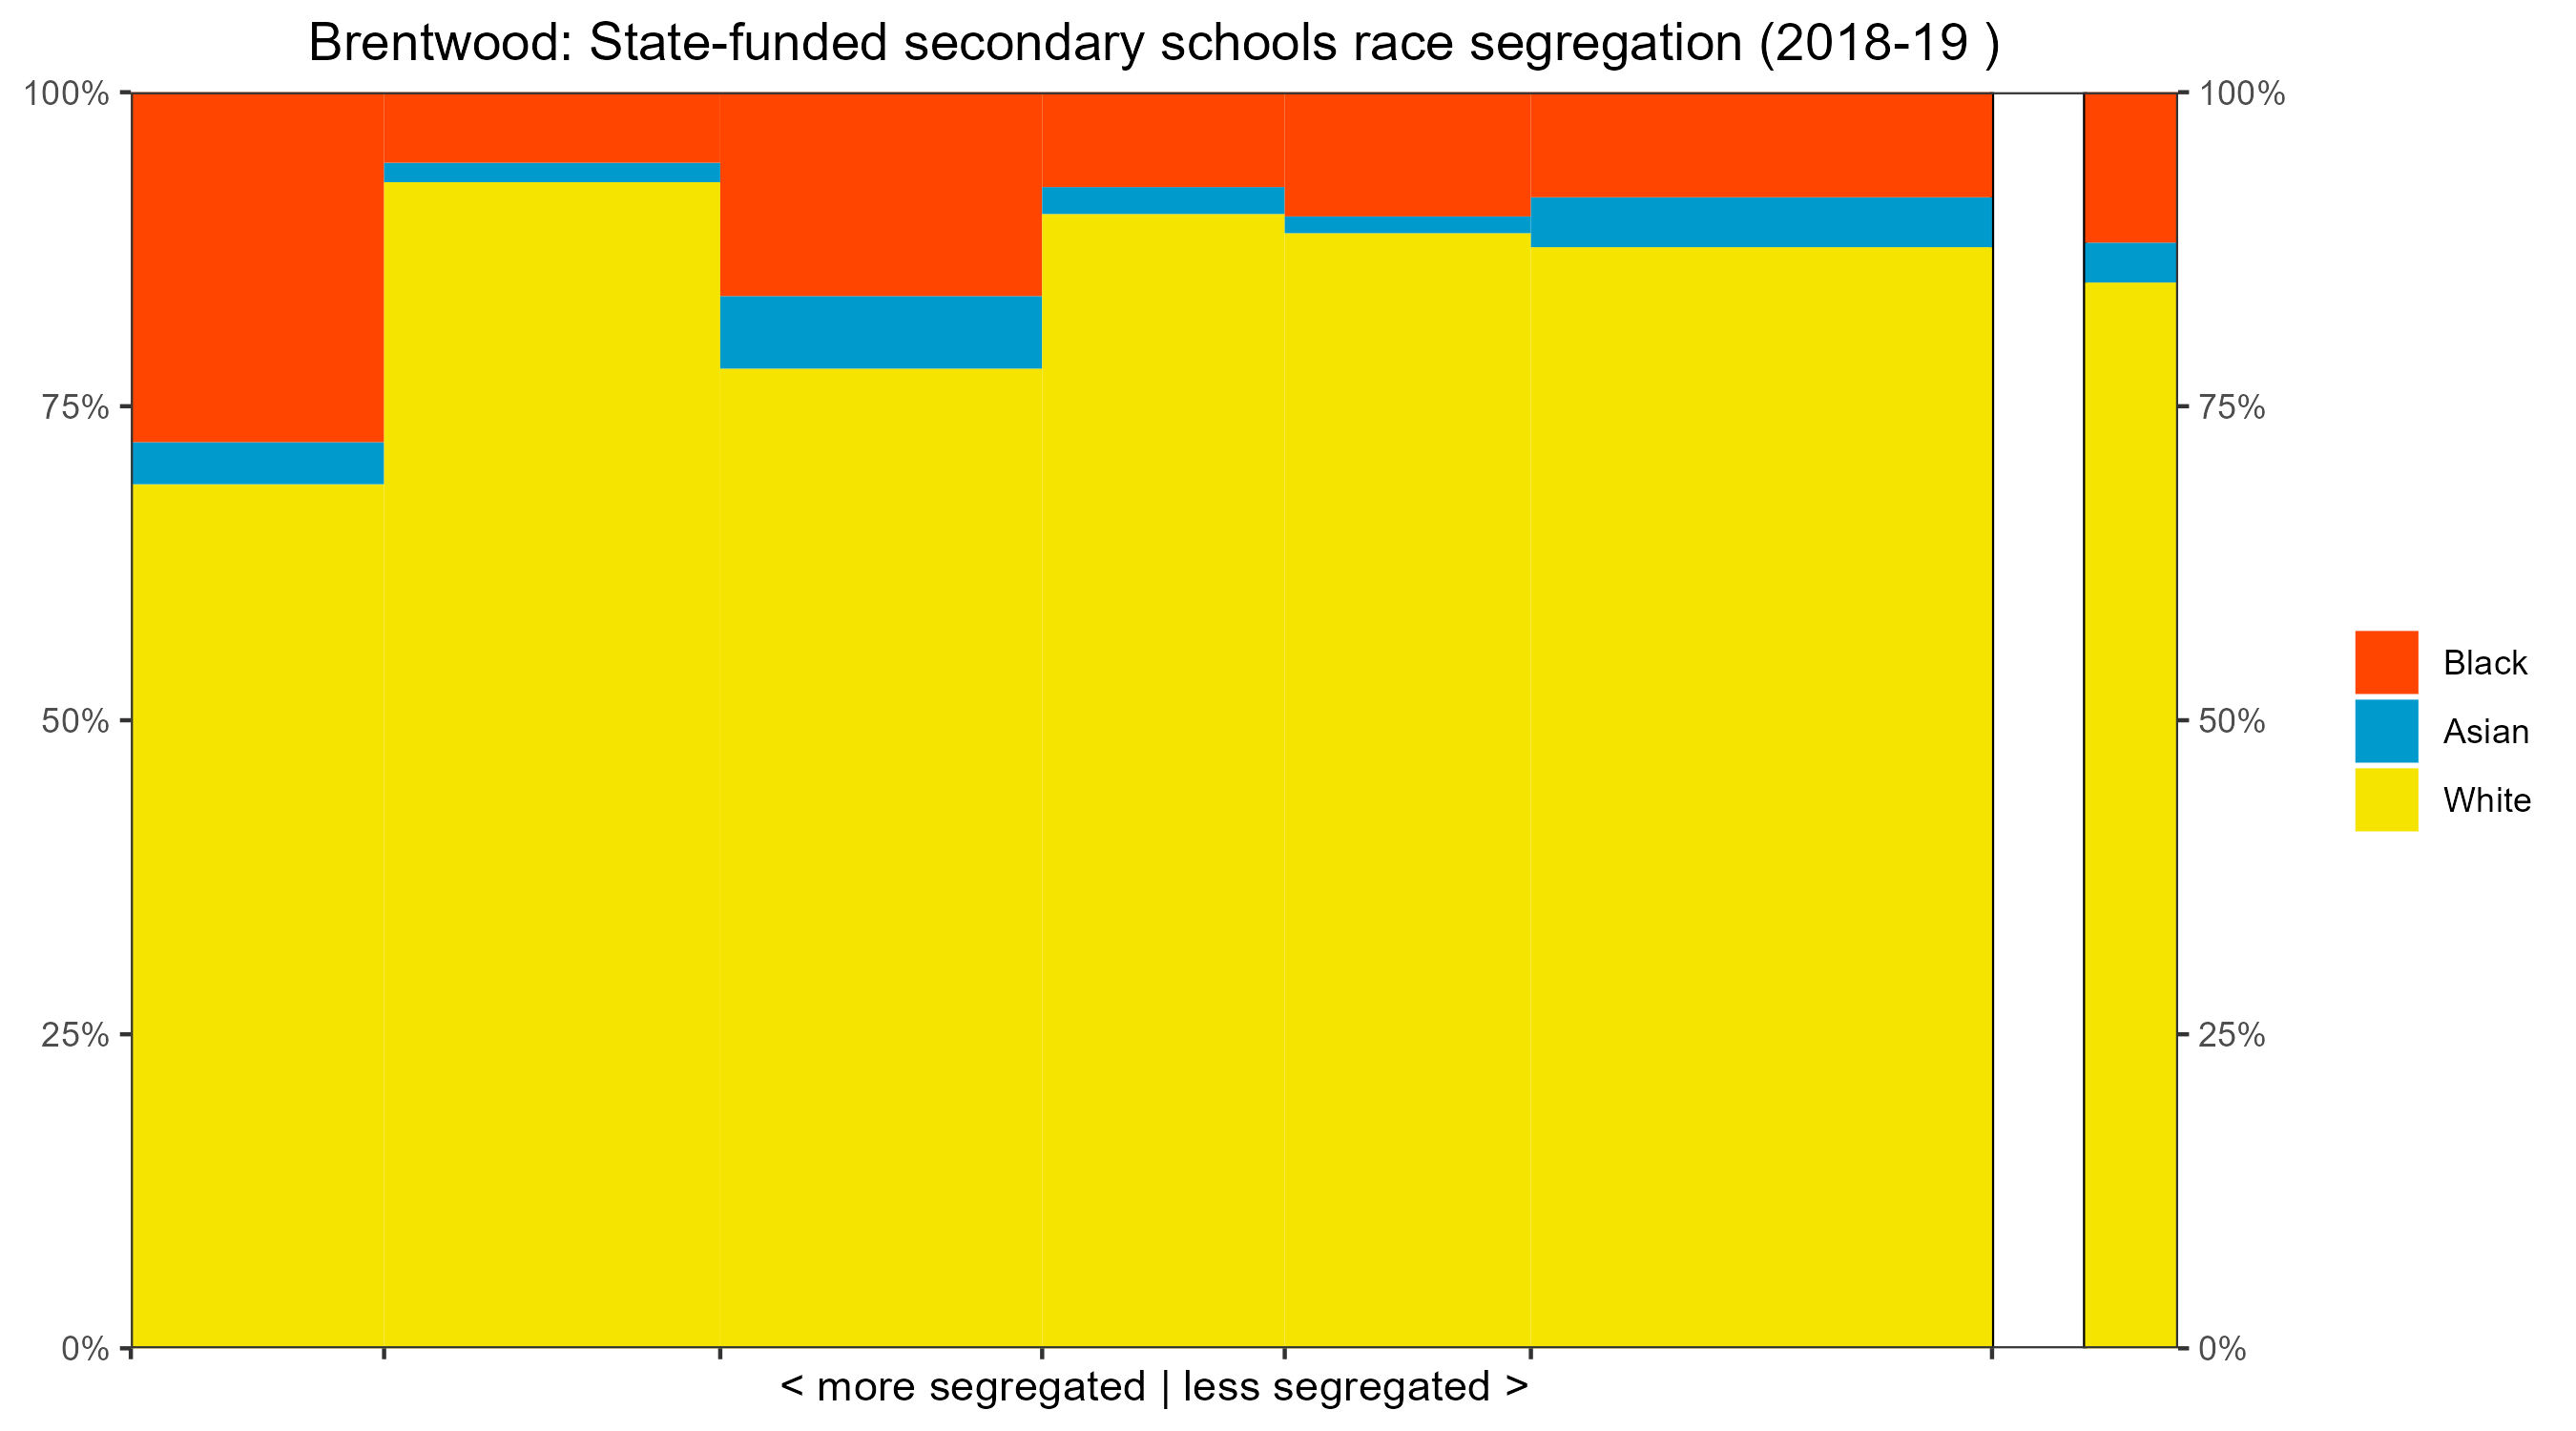 Brentwood: State-funded secondary schools race segregation (2018-19 )
100%
75%
50%
25%
0%
100%
75%
50%
25%
0%
Black
Asian
White
< more segregated | less segregated >